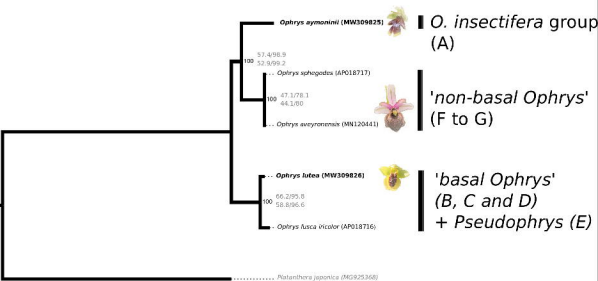 Ophrys aymoninii (MW309825)
O. insectifera group
(A)
57.4/98.9
100
52.9/99.2
Ophrys sphegodes (AP018717)
47.1/78.1
100
44.1/80
'non-basal Ophrys'
(F to G)
Ophrys aveyronensis (MN120441)
Ophrys lutea (MW309826)
'basal Ophrys'
(B, C and D)
+ Pseudophrys (E)
66.2/95.8
100
58.8/96.6
Ophrys fusca iricolor (AP018716)
Platanthera japonica (MG925368)